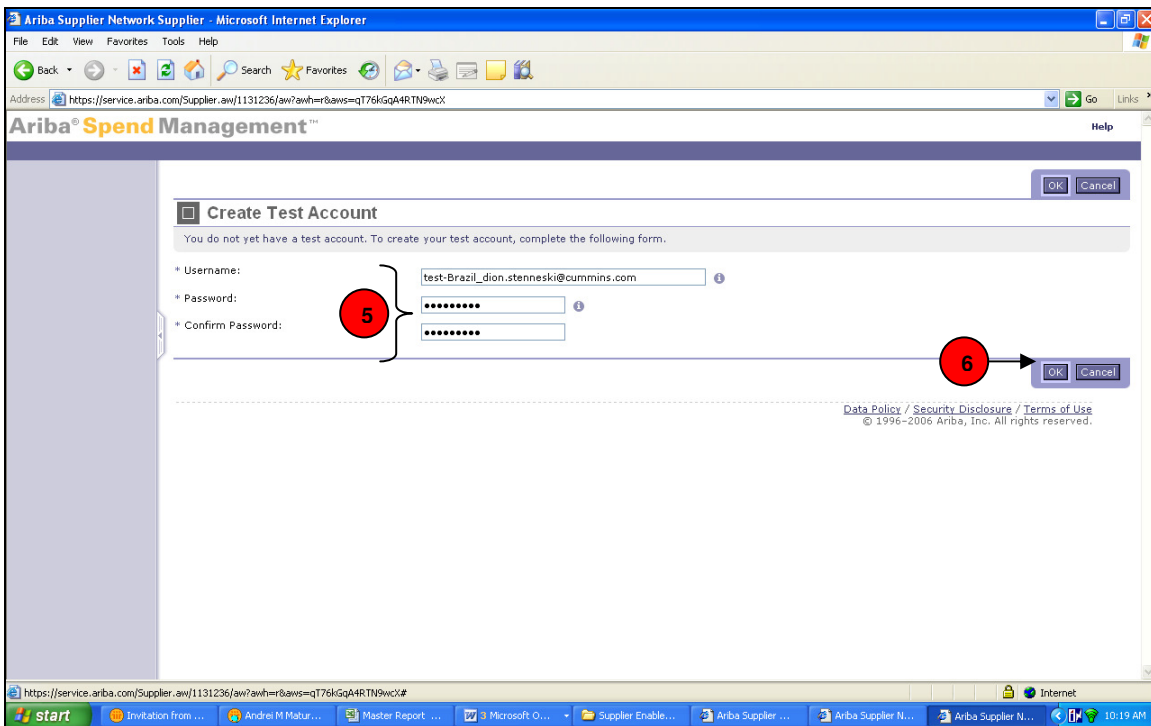 Ariba Supplier Network Supplier - Microsoft Internet Explorer
File Edit View Favorites Tools Help
Back Search Favorites
Address https://service.ariba.com/Supplier.aw/1131236/aw?awh=r&aws=qT76kGqA4RTN9wcX Go Links
Ariba® Spend Management™ Help
OK Cancel
Create Test Account
You do not yet have a test account. To create your test account, complete the following form.
* Username: test-Brazil_dion.stenneski@cummins.com
* Password: •••••••••
5
* Confirm Password: •••••••••
6
OK Cancel
Data Policy / Security Disclosure / Terms of Use
© 1996-2006 Ariba, Inc. All rights reserved.
https://service.ariba.com/Supplier.aw/1131236/aw?awh=r&aws=qT76kGqA4RTN9wcX# Internet
start Invitation from ... Andrei M Matur... Master Report ... 3 Microsoft O... Supplier Enable... Ariba Supplier ... Ariba Supplier N... Ariba Supplier N... 10:19 AM